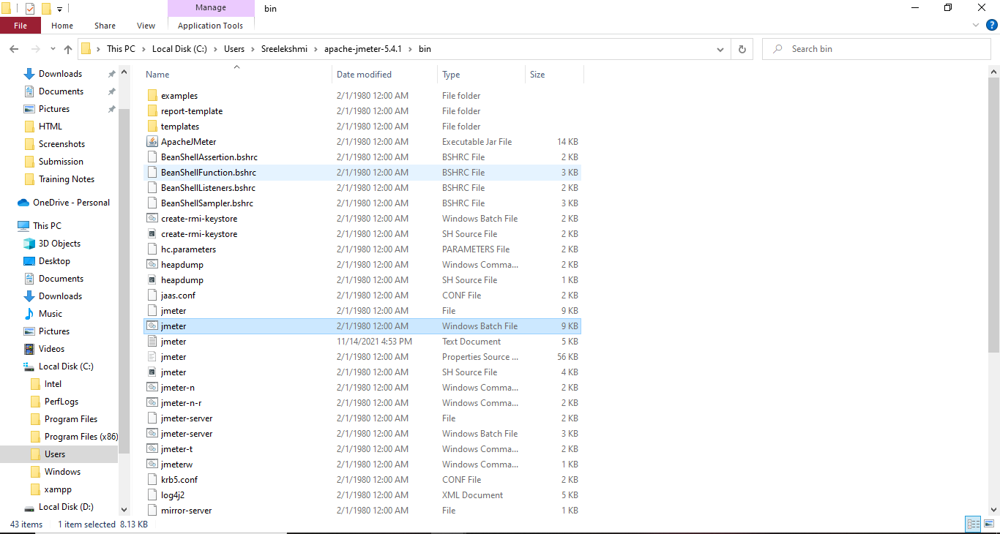 Manage
bin
File
Home
Share
View
Application Tools
This PC
Local Disk (C:)
Users
Sreelekshmi
apache-jmeter-5.4.1
bin
Search bin
Downloads
Documents
Pictures
HTML
Screenshots
Submission
Training Notes
OneDrive - Personal
This PC
3D Objects
Desktop
Documents
Downloads
Music
Pictures
Videos
Local Disk (C:)
Intel
PerfLogs
Program Files
Program Files (x86)
Users
Windows
xampp
Local Disk (D:)
Name Date modified Type Size
examples 2/1/1980 12:00 AM File folder
report-template 2/1/1980 12:00 AM File folder
templates 2/1/1980 12:00 AM File folder
ApacheJMeter 2/1/1980 12:00 AM Executable Jar File 14 KB
BeanShellAssertion.bshrc 2/1/1980 12:00 AM BSHRC File 2 KB
BeanShellFunction.bshrc 2/1/1980 12:00 AM BSHRC File 3 KB
BeanShellListeners.bshrc 2/1/1980 12:00 AM BSHRC File 2 KB
BeanShellSampler.bshrc 2/1/1980 12:00 AM BSHRC File 3 KB
create-rmi-keystore 2/1/1980 12:00 AM Windows Batch File 2 KB
create-rmi-keystore 2/1/1980 12:00 AM SH Source File 2 KB
hc.parameters 2/1/1980 12:00 AM PARAMETERS File 2 KB
heapdump 2/1/1980 12:00 AM Windows Comma... 2 KB
heapdump 2/1/1980 12:00 AM SH Source File 1 KB
jaas.conf 2/1/1980 12:00 AM CONF File 2 KB
jmeter 2/1/1980 12:00 AM File 9 KB
jmeter 2/1/1980 12:00 AM Windows Batch File 9 KB
jmeter 11/14/2021 4:53 PM Text Document 5 KB
jmeter 2/1/1980 12:00 AM Properties Source ... 56 KB
jmeter 2/1/1980 12:00 AM SH Source File 4 KB
jmeter-n 2/1/1980 12:00 AM Windows Comma... 2 KB
jmeter-n-r 2/1/1980 12:00 AM Windows Comma... 2 KB
jmeter-server 2/1/1980 12:00 AM File 2 KB
jmeter-server 2/1/1980 12:00 AM Windows Batch File 3 KB
jmeter-t 2/1/1980 12:00 AM Windows Comma... 2 KB
jmeterw 2/1/1980 12:00 AM Windows Comma... 1 KB
krb5.conf 2/1/1980 12:00 AM CONF File 2 KB
log4j2 2/1/1980 12:00 AM XML Document 5 KB
mirror-server 2/1/1980 12:00 AM File 1 KB
43 items 1 item selected 8.13 KB